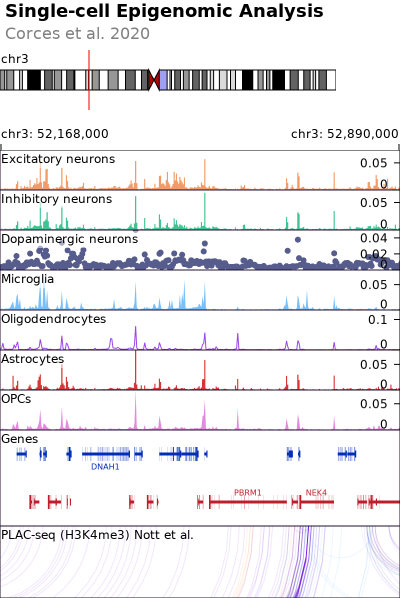 Single-cell Epigenomic Analysis
Corces et al. 2020
chr3
chr3: 52,168,000 chr3: 52,890,000
Excitatory neurons 0.05
0
Inhibitory neurons 0.05
0
Dopaminergic neurons 0.04
0.02
0
Microglia 0.05
0
Oligodendrocytes 0.1
0
Astrocytes 0.05
0
OPCs 0.05
0
Genes
DNAH1
PBRM1 NEK4
PLAC-seq (H3K4me3) Nott et al.